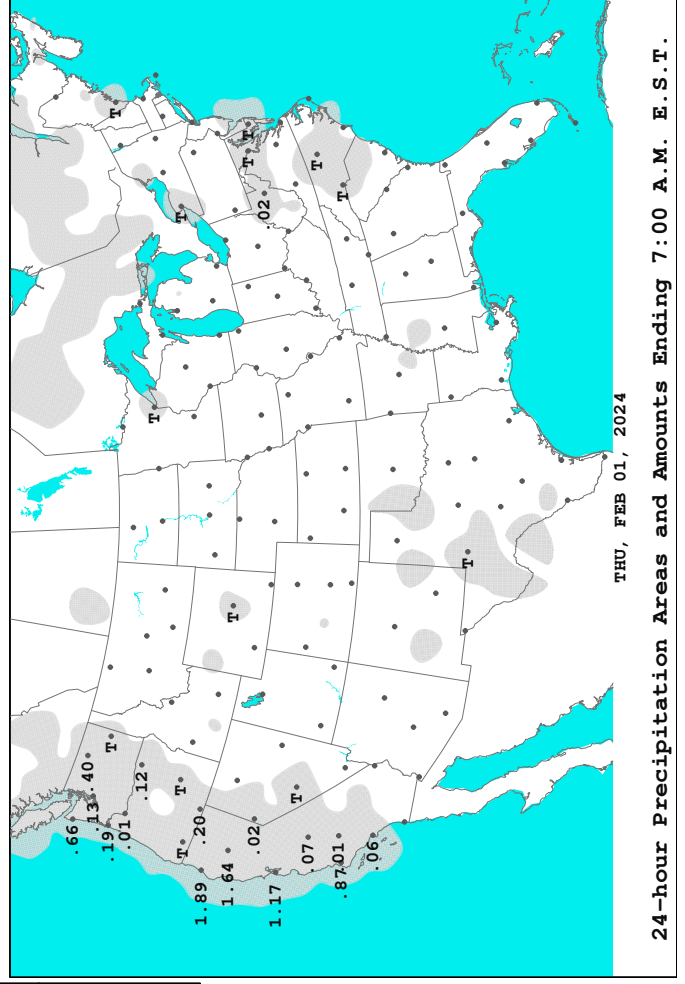 .66
.13
.40
.19
.01
T
.12
T
T
.20
1.89
1.64
.02
1.17
T
.07
.01
.87
.06
T
T
T
T
.02
T
T
T
T
T
THU, FEB 01, 2024
24-hour Precipitation Areas and Amounts Ending 7:00 A.M. E.S.T.